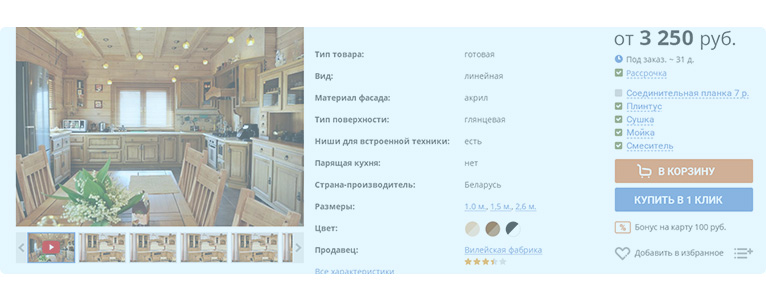 Тип товара: готовая
Вид: линейная
Материал фасада: акрил
Тип поверхности: глянцевая
Ниши для встроенной техники: есть
Парящая кухня: нет
Страна-производитель: Беларусь
Размеры: 1,0 м., 1,5 м., 2,6 м.
Цвет:
Продавец: Вилейская фабрика
Все характеристики
от 3 250 руб.
Под заказ. ~ 31 д.
Рассрочка
Соединительная планка 7 р.
Плинтус
Сушка
Мойка
Смеситель
В КОРЗИНУ
КУПИТЬ В 1 КЛИК
% Бонус на карту 100 руб.
Добавить в избранное